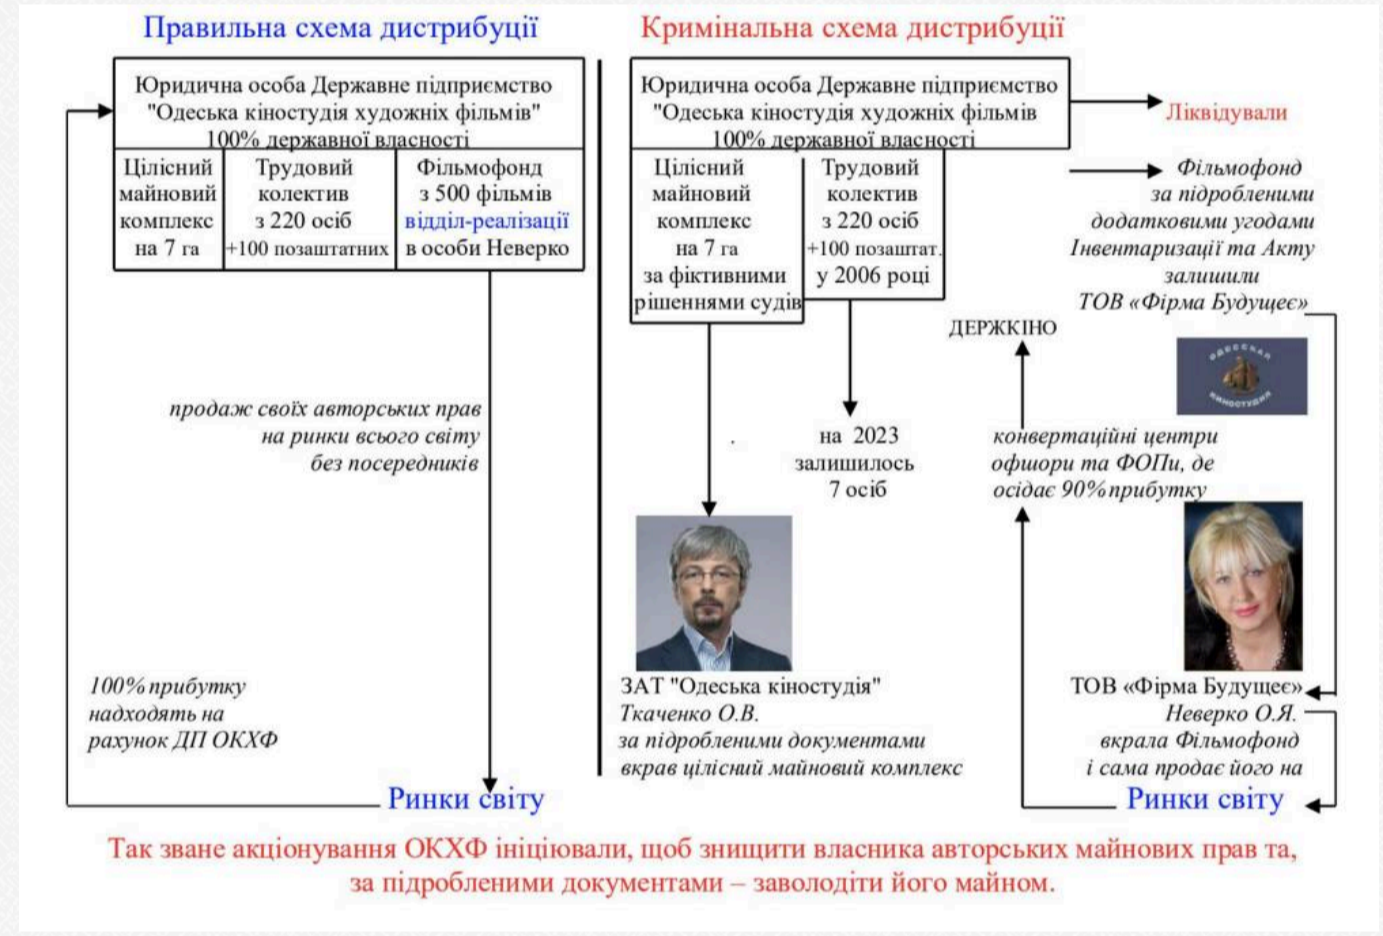 Правильна схема дистрибуції
Юридична особа Державне підприємство
"Одеська кіностудія художніх фільмів"
100% державної власності
Цілісний
майновий
комплекс
на 7 га
Трудовий
колектив
з 220 осіб
+100 позаштатних
Фільмофонд
з 500 фільмів
відділ-реалізації
в особи Неверко
продаж своїх авторських прав
на ринки всього світу
без посередників
100% прибутку
надходять на
рахунок ДП ОКХФ
Ринки світу
Кримінальна схема дистрибуції
Юридична особа Державне підприємство
"Одеська кіностудія художніх фільмів
100% державної власності
Цілісний
майновий
комплекс
на 7 га
за фіктивними
рішеннями судів
Трудовий
колектив
з 220 осіб
+100 позаштат.
у 2006 році
Ліквідували
Фільмофонд
за підробленими
додатковими угодами
Інвентаризації та Акту
залишили
ТОВ «Фірма Будущеє»
ОДЕССКАЯ
КИНОСТУДИЯ
ДЕРЖКІНО
на 2023
залишилось
7 осіб
конвертаційні центри
офшори та ФОПи, де
осідає 90% прибутку
ЗАТ "Одеська кіностудія"
Ткаченко О.В.
за підробленими документами
вкрав цілісний майновий комплекс
ТОВ «Фірма Будущеє»
Неверко О.Я.
вкрала Фільмофонд
і сама продає його на
Ринки світу
Так зване акціонування ОКХФ ініціювали, щоб знищити власника авторських майнових прав та,
за підробленими документами – заволодіти його майном.